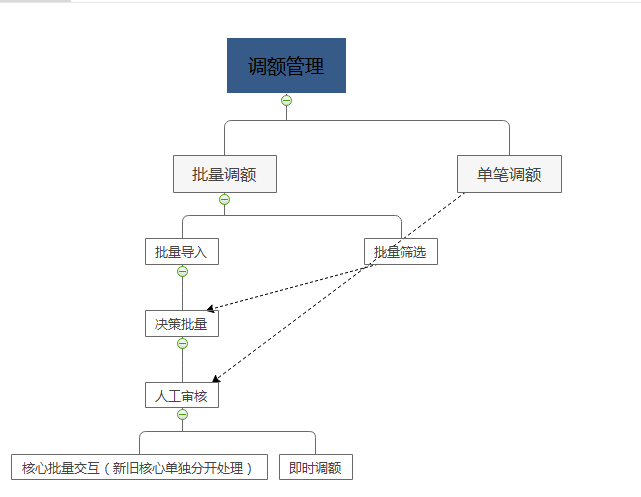 调额管理
批量调额
单笔调额
批量导入
批量筛选
决策批量
人工审核
核心批量交互（新旧核心单独分开处理）
即时调额